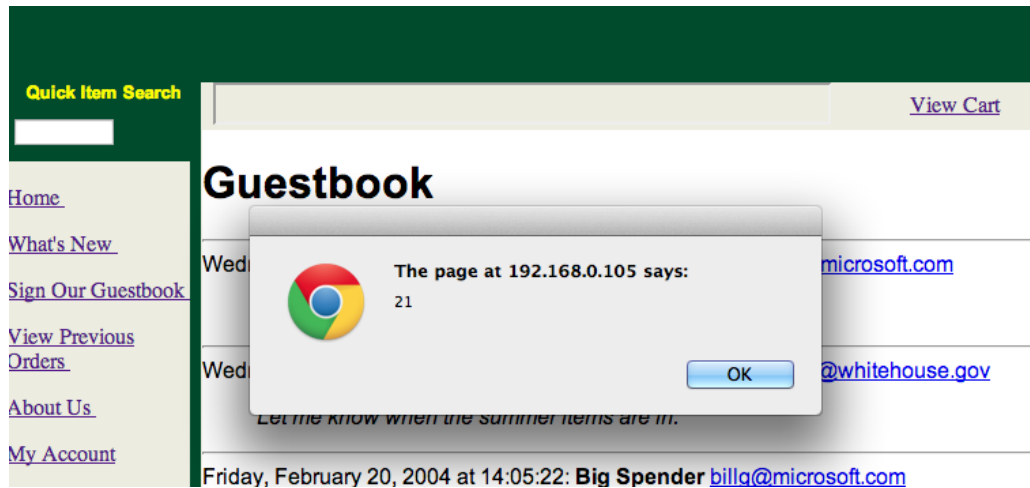 Quick Item Search
View Cart
Guestbook
Home
What's New
Sign Our Guestbook
View Previous
Orders
About Us
My Account
The page at 192.168.0.105 says:
21
OK
microsoft.com
@whitehouse.gov
Let me know when the summer items are in.
Friday, February 20, 2004 at 14:05:22: Big Spender billg@microsoft.com